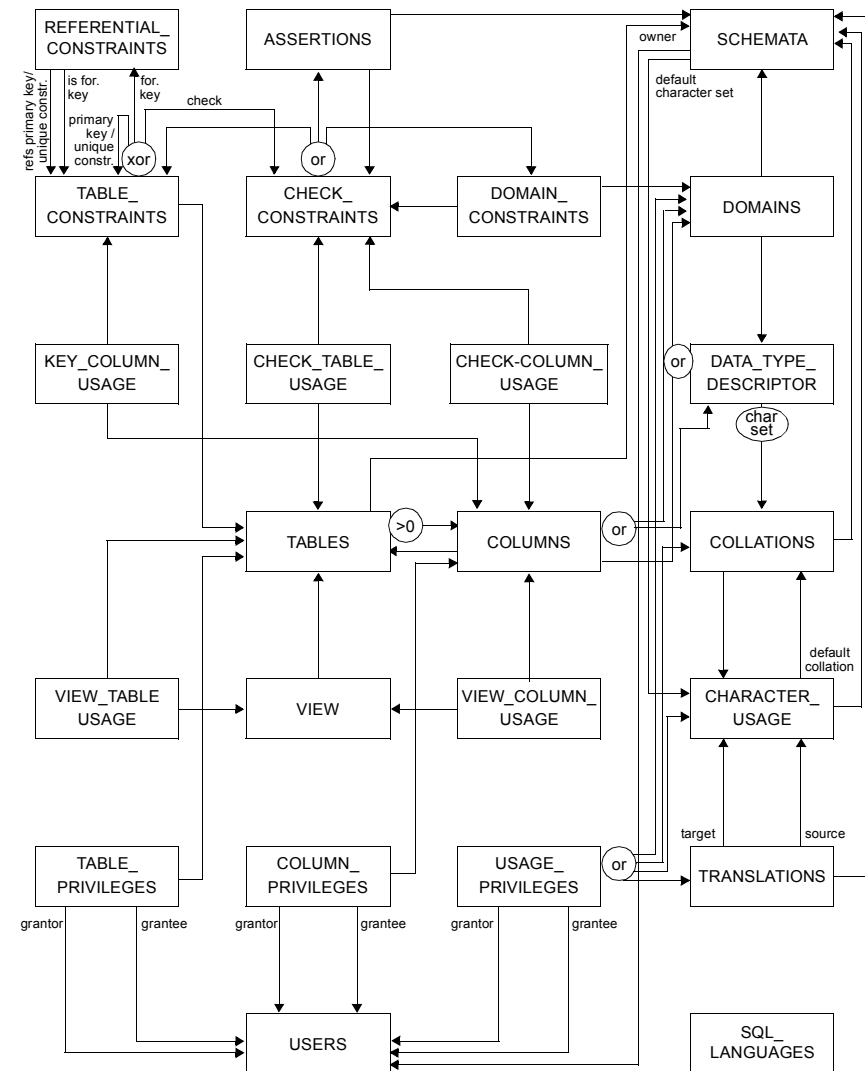 REFERENTIAL_
CONSTRAINTS
ASSERTIONS
SCHEMATA
owner
default
character set
refs primary key/
unique constr.
is for.
key
for.
key
check
primary
key /
unique
constr.
xor
or
TABLE_
CONSTRAINTS
CHECK_
CONSTRAINTS
DOMAIN_
CONSTRAINTS
DOMAINS
KEY_COLUMN_
USAGE
CHECK_TABLE_
USAGE
CHECK-COLUMN_
USAGE
or
DATA_TYPE_
DESCRIPTOR
char
set
TABLES
>0
COLUMNS
or
COLLATIONS
default
collation
VIEW_TABLE
USAGE
VIEW
VIEW_COLUMN_
USAGE
CHARACTER_
USAGE
target
source
TABLE_
PRIVILEGES
COLUMN_
PRIVILEGES
USAGE_
PRIVILEGES
or
TRANSLATIONS
grantor
grantee
grantor
grantee
grantor
grantee
USERS
SQL_
LANGUAGES